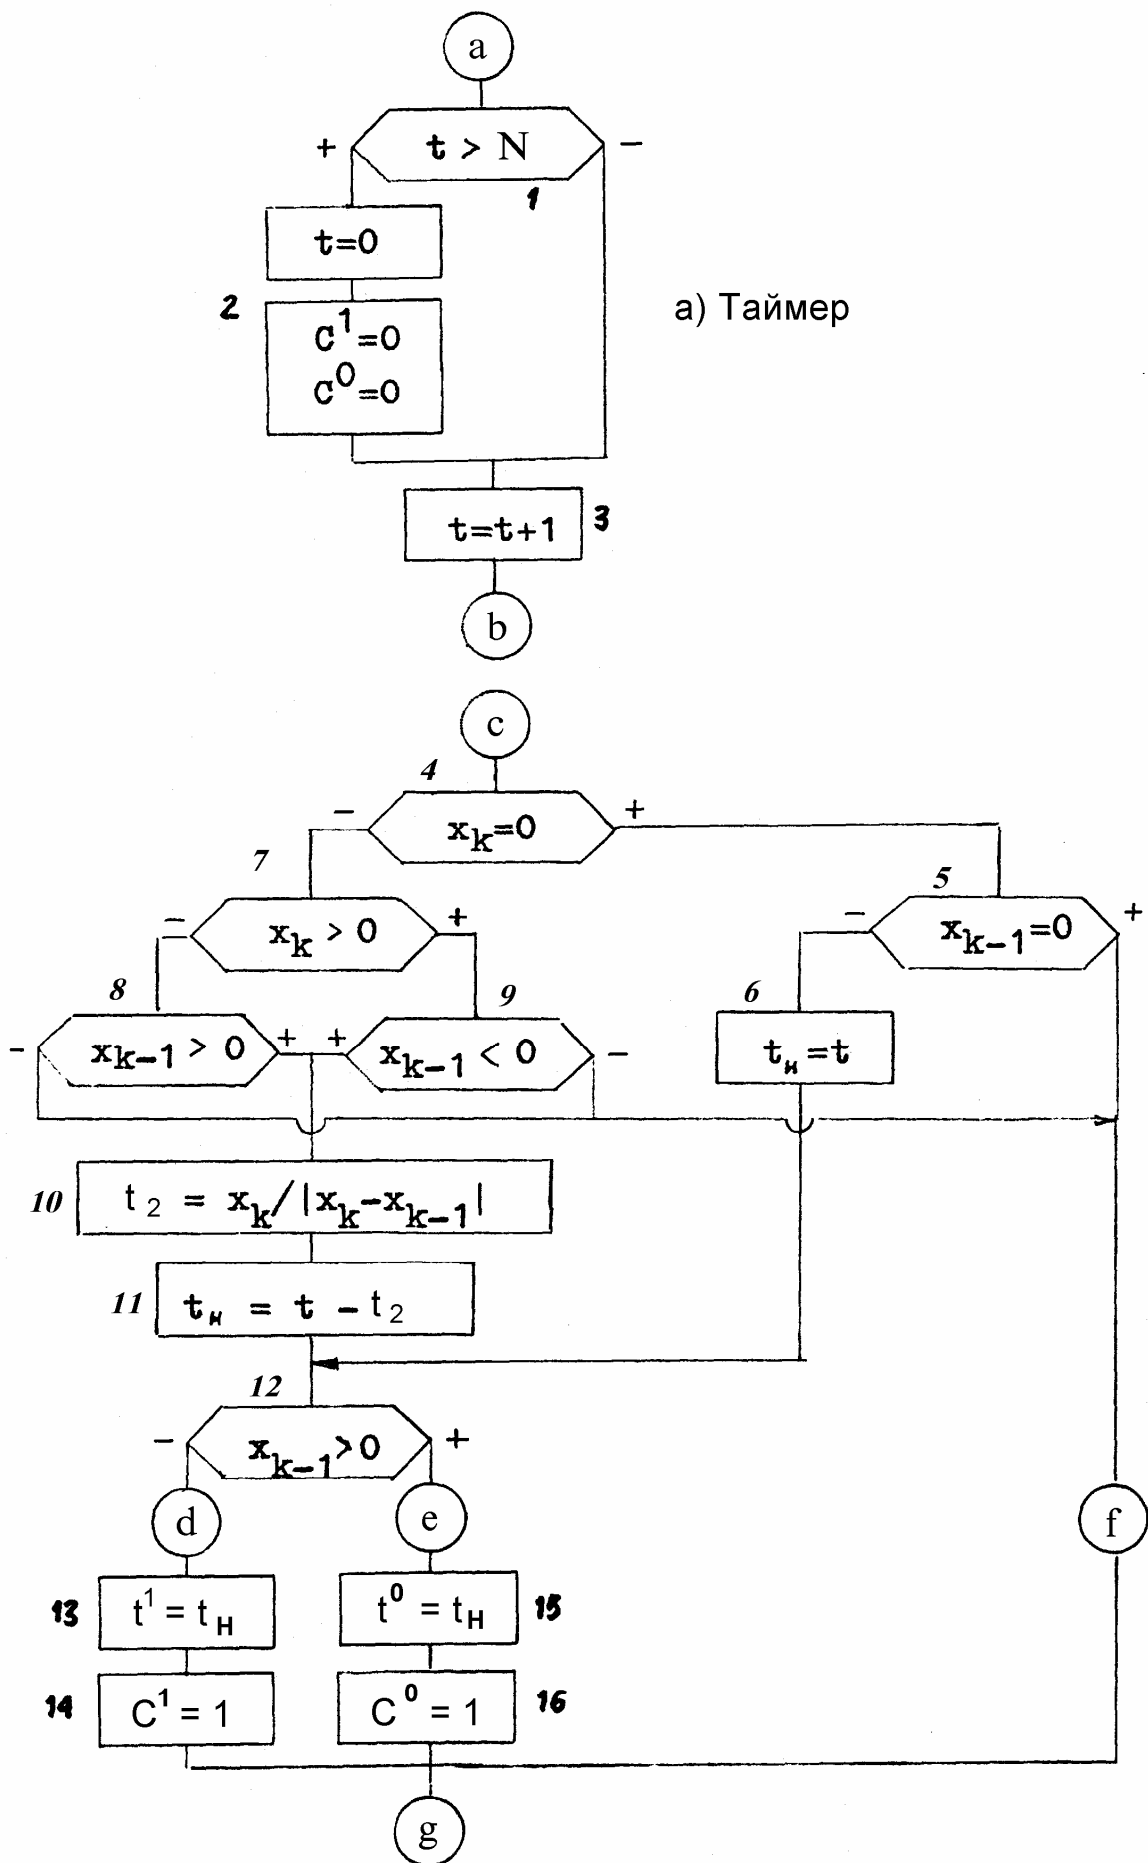 a
+ t > N −
1
t=0
2
а) Таймер
C¹=0
C⁰=0
t=t+1 3
b
c
4
− xₖ=0 +
7
5
− xₖ > 0 +
− xₖ₋₁=0 +
8
9
6
− xₖ₋₁ > 0 +
+ xₖ₋₁ < 0 −
tн=t
10 t₂ = xₖ/|xₖ−xₖ₋₁|
11 tн = t − t₂
12
− xₖ₋₁>0 +
d
e
f
13 t¹ = tН
t⁰ = tН 15
14 C¹ = 1
C⁰ = 1 16
g